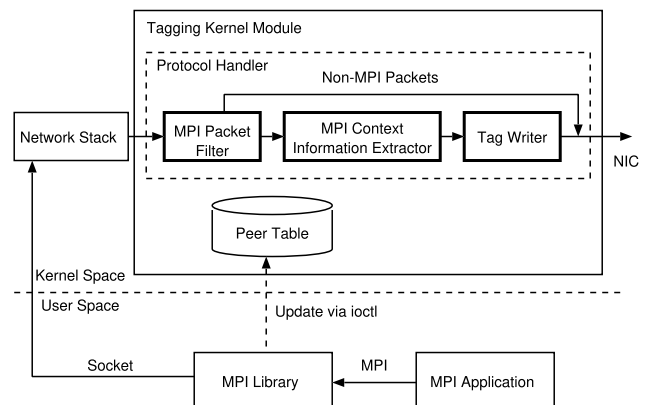 Tagging Kernel Module
Protocol Handler
Non-MPI Packets
Network Stack
MPI Packet
Filter
MPI Context
Information Extractor
Tag Writer
NIC
Peer Table
Kernel Space
User Space
Update via ioctl
Socket
MPI Library
MPI
MPI Application